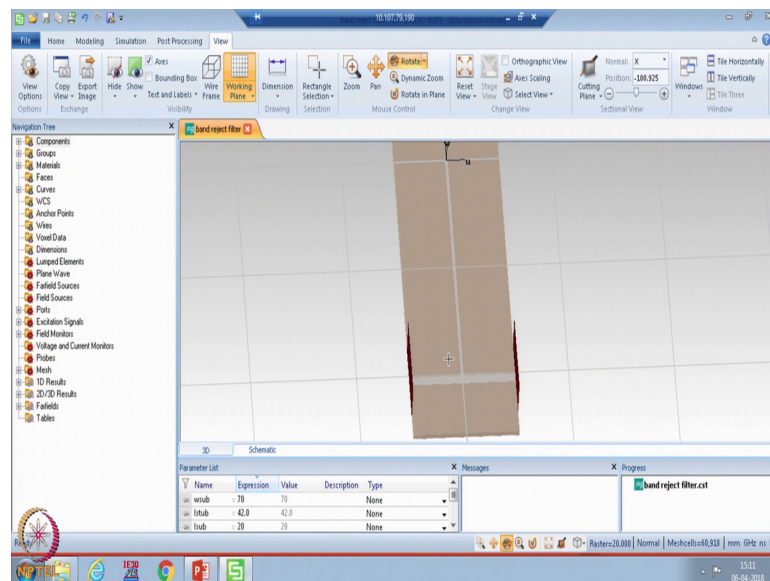 10.107.79.190
File Home Modeling Simulation Post Processing View
View Options
Copy View
Export Image
Hide Show
Axes
Bounding Box
Text and Labels
Wire Frame
Working Plane
Dimension
Rectangle Selection
Zoom Pan
Rotate
Dynamic Zoom
Rotate in Plane
Reset View
Stage View
Orthographic View
Axes Scaling
Select View
Cutting Plane
Normal: X
Position: -100.925
Windows
Tile Horizontally
Tile Vertically
Tile Three
Options Exchange Visibility Drawing Selection Mouse Control Change View Sectional View Window
Navigation Tree X
band reject filter
Components
Groups
Materials
Faces
Curves
WCS
Anchor Points
Wires
Voxel Data
Dimensions
Lumped Elements
Plane Wave
Farfield Sources
Field Sources
Ports
Excitation Signals
Field Monitors
Voltage and Current Monitors
Probes
Mesh
1D Results
2D/3D Results
Farfields
Tables
u
3D Schematic
Parameter List X
Name Expression Value Description Type
wsub = 70 70 None
lstub = 42.0 42.0 None
lsub = 20 20 None
Messages X
Progress
band reject filter.cst
Raster=20.000 Normal Meshcells=60,918 mm GHz ns
NPTEL
15:11
06-04-2018